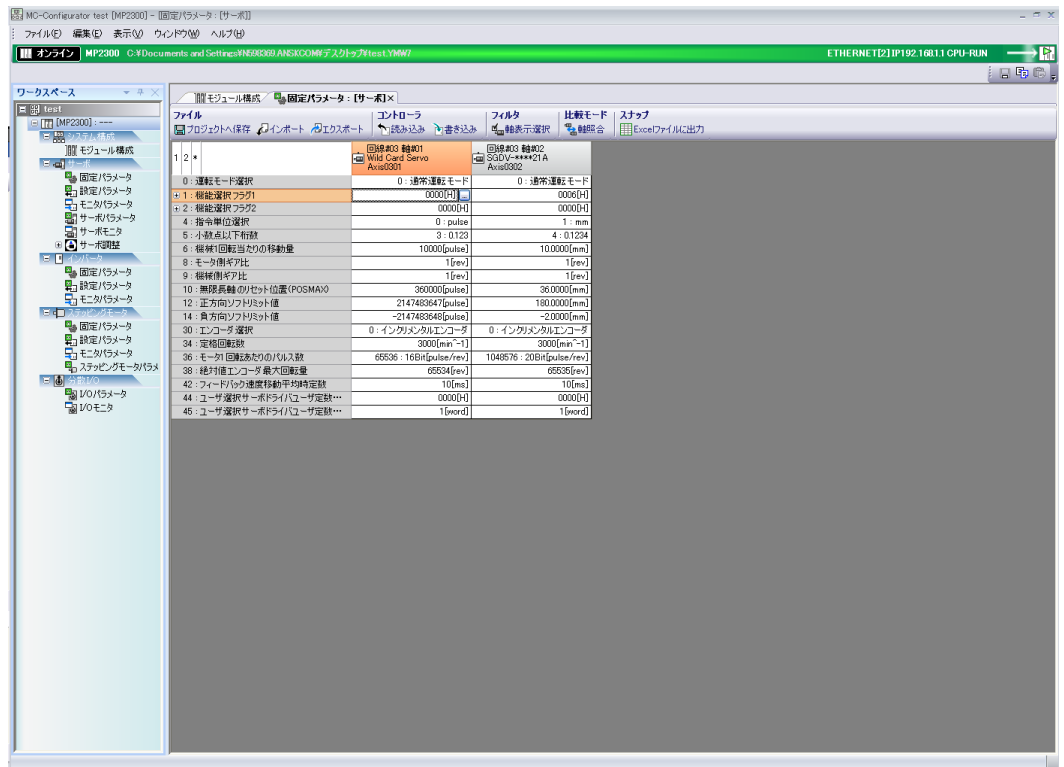 MC-Configurator test [MP2300] - [[固定パラメータ : [サーボ]]
ファイル(F) 編集(E) 表示(V) ウィンドウ(W) ヘルプ(H)
オンライン MP2300 ETHERNET[2] IP192.168.1.1 CPU-RUN
ワークスペース
モジュール構成 固定パラメータ : [サーボ]×
test
[MP2300] : ---
システム構成
モジュール構成
サーボ
固定パラメータ
設定パラメータ
モニタパラメータ
サーボパラメータ
サーボモニタ
サーボ調整
インバータ
固定パラメータ
設定パラメータ
モニタパラメータ
ステッピングモータ
固定パラメータ
設定パラメータ
モニタパラメータ
ステッピングモータパラメ
分散I/O
I/Oパラメータ
I/Oモニタ
ファイル コントローラ フィルタ 比較モード スナップ
プロジェクトへ保存 インポート エクスポート 読み込み 書き込み 軸表示選択 軸照合 Excelファイルに出力
1 2 * 回線#03 軸#01 回線#03 軸#02
Wild Card Servo SGDV-****21A
Axis0301 Axis0302
0 : 運転モード選択 0 : 通常運転モード 0 : 通常運転モード
1 : 機能選択フラグ1 0000[H] ... 0006[H]
2 : 機能選択フラグ2 0000[H] 0000[H]
4 : 指令単位選択 0 : pulse 1 : mm
5 : 小数点以下桁数 3 : 0.123 4 : 0.1234
6 : 機械1回転当たりの移動量 10000[pulse] 10.0000[mm]
8 : モータ側ギア比 1[rev] 1[rev]
9 : 機械側ギア比 1[rev] 1[rev]
10 : 無限長軸のリセット位置(POSMAX) 360000[pulse] 36.0000[mm]
12 : 正方向ソフトリミット値 2147483647[pulse] 180.0000[mm]
14 : 負方向ソフトリミット値 -2147483648[pulse] -2.0000[mm]
30 : エンコーダ選択 0 : インクリメンタルエンコーダ 0 : インクリメンタルエンコーダ
34 : 定格回転数 3000[min^-1] 3000[min^-1]
36 : モータ1回転あたりのパルス数 65536 : 16Bit[pulse/rev] 1048576 : 20Bit[pulse/rev]
38 : 絶対値エンコーダ最大回転量 65534[rev] 65535[rev]
42 : フィードバック速度移動平均時定数 10[ms] 10[ms]
44 : ユーザ選択サーボドライバユーザ定数… 0000[H] 0000[H]
45 : ユーザ選択サーボドライバユーザ定数… 1[word] 1[word]